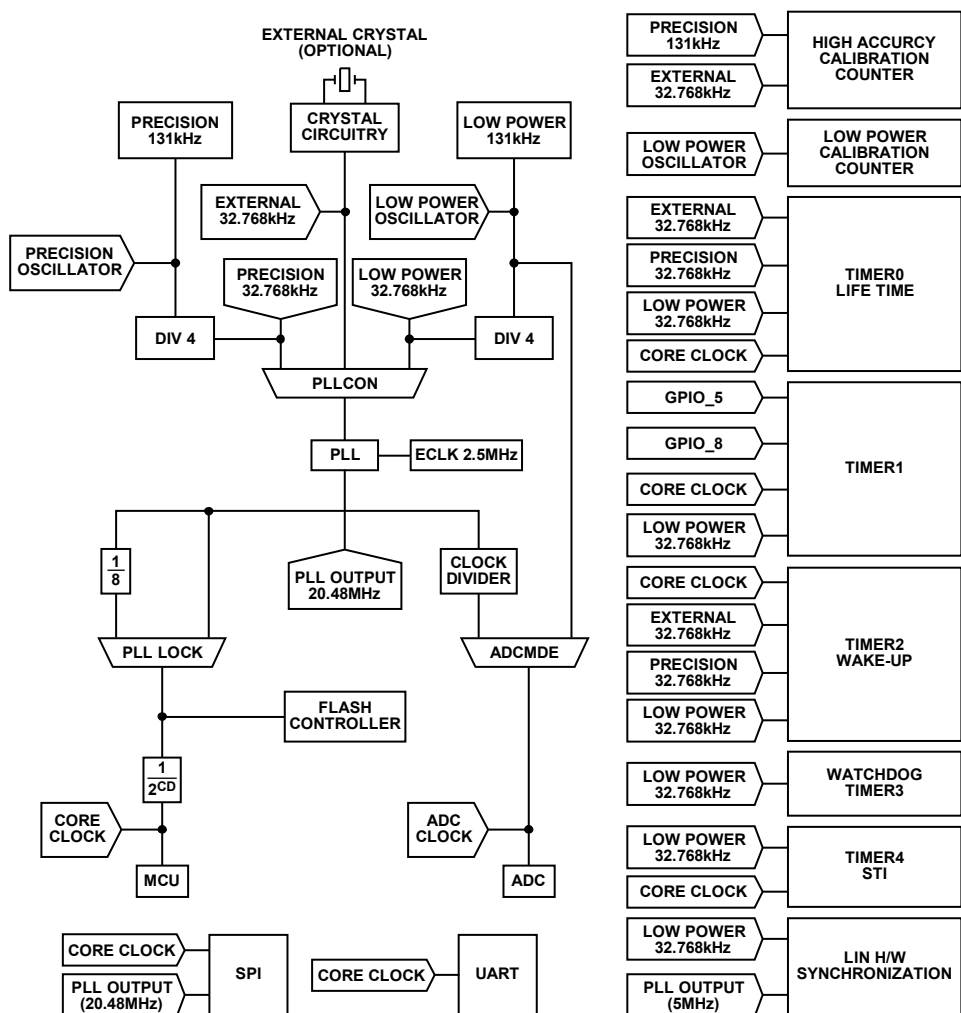 EXTERNAL CRYSTAL
(OPTIONAL)
PRECISION
131kHz
CRYSTAL
CIRCUITRY
LOW POWER
131kHz
EXTERNAL
32.768kHz
LOW POWER
OSCILLATOR
PRECISION
OSCILLATOR
PRECISION
32.768kHz
LOW POWER
32.768kHz
DIV 4
DIV 4
PLLCON
PLL
ECLK 2.5MHz
1
8
PLL OUTPUT
20.48MHz
CLOCK
DIVIDER
PLL LOCK
ADCMDE
FLASH
CONTROLLER
1
2CD
CORE
CLOCK
ADC
CLOCK
MCU
ADC
CORE CLOCK
PLL OUTPUT
(20.48MHz)
SPI
CORE CLOCK
UART
PRECISION
131kHz
EXTERNAL
32.768kHz
HIGH ACCURCY
CALIBRATION
COUNTER
LOW POWER
OSCILLATOR
LOW POWER
CALIBRATION
COUNTER
EXTERNAL
32.768kHz
PRECISION
32.768kHz
LOW POWER
32.768kHz
CORE CLOCK
TIMER0
LIFE TIME
GPIO_5
GPIO_8
CORE CLOCK
LOW POWER
32.768kHz
TIMER1
CORE CLOCK
EXTERNAL
32.768kHz
PRECISION
32.768kHz
LOW POWER
32.768kHz
TIMER2
WAKE-UP
LOW POWER
32.768kHz
WATCHDOG
TIMER3
LOW POWER
32.768kHz
CORE CLOCK
TIMER4
STI
LOW POWER
32.768kHz
PLL OUTPUT
(5MHz)
LIN H/W
SYNCHRONIZATION